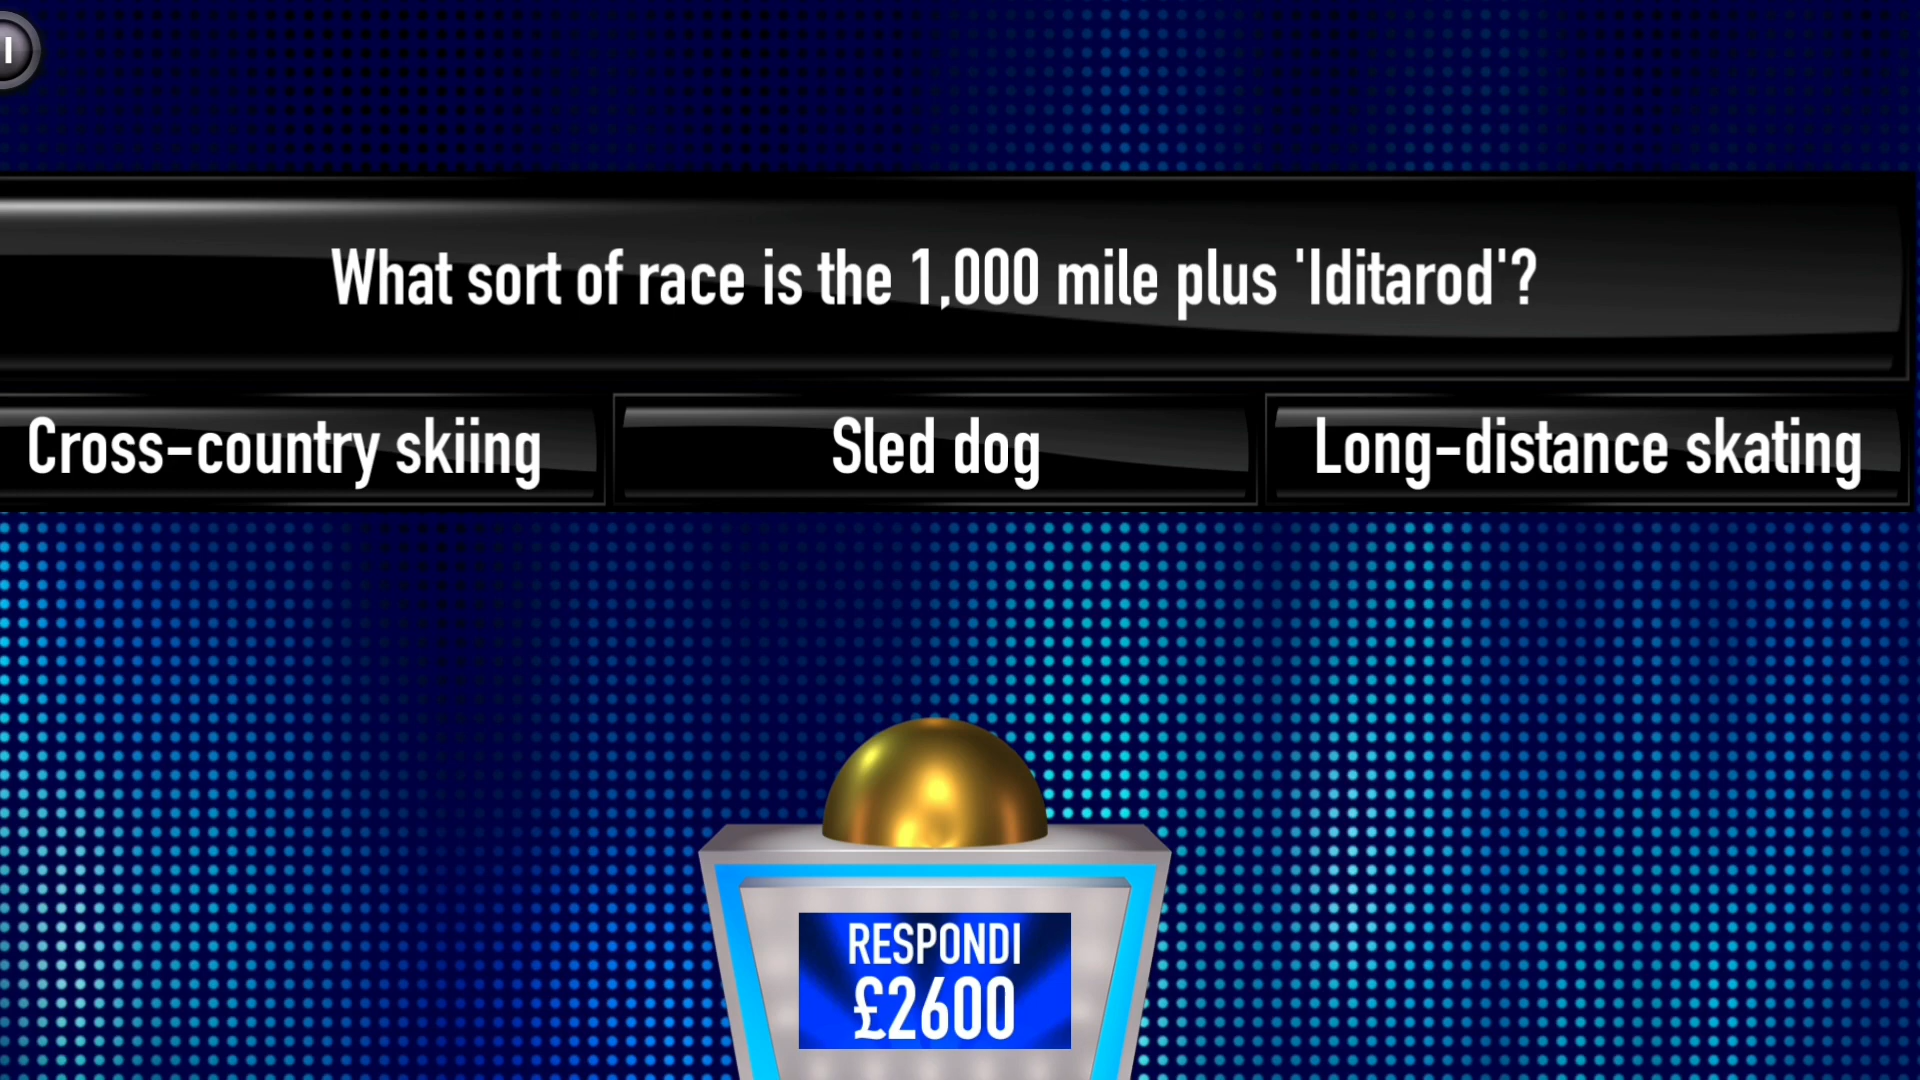 What sort of race is the 1,000 mile plus 'Iditarod'?
Cross-country skiing
Sled dog
Long-distance skating
RESPONDI
£2600